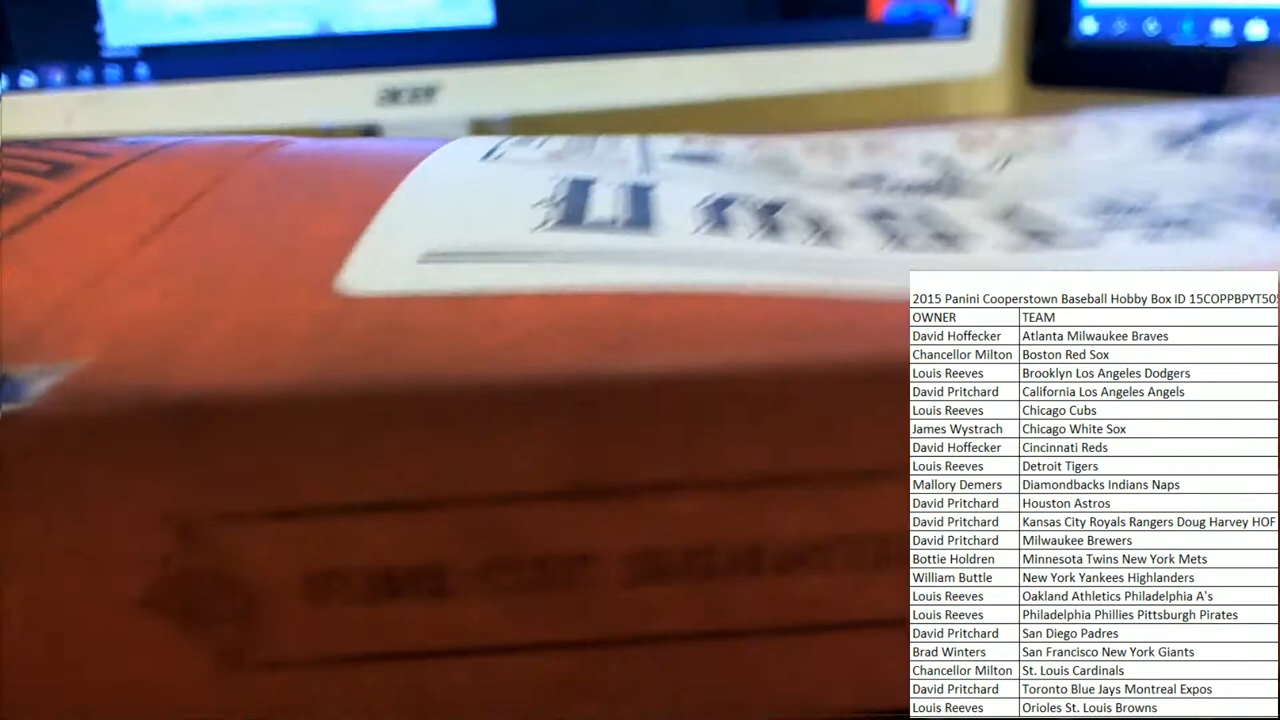 acer
2015 Panini Cooperstown Baseball Hobby Box ID 15COPPBPYT50
OWNER TEAM
David Hoffecker Atlanta Milwaukee Braves
Chancellor Milton Boston Red Sox
Louis Reeves Brooklyn Los Angeles Dodgers
David Pritchard California Los Angeles Angels
Louis Reeves Chicago Cubs
James Wystrach Chicago White Sox
David Hoffecker Cincinnati Reds
Louis Reeves Detroit Tigers
Mallory Demers Diamondbacks Indians Naps
David Pritchard Houston Astros
David Pritchard Kansas City Royals Rangers Doug Harvey HOF
David Pritchard Milwaukee Brewers
Bottie Holdren Minnesota Twins New York Mets
William Buttle New York Yankees Highlanders
Louis Reeves Oakland Athletics Philadelphia A's
Louis Reeves Philadelphia Phillies Pittsburgh Pirates
David Pritchard San Diego Padres
Brad Winters San Francisco New York Giants
Chancellor Milton St. Louis Cardinals
David Pritchard Toronto Blue Jays Montreal Expos
Louis Reeves Orioles St. Louis Browns